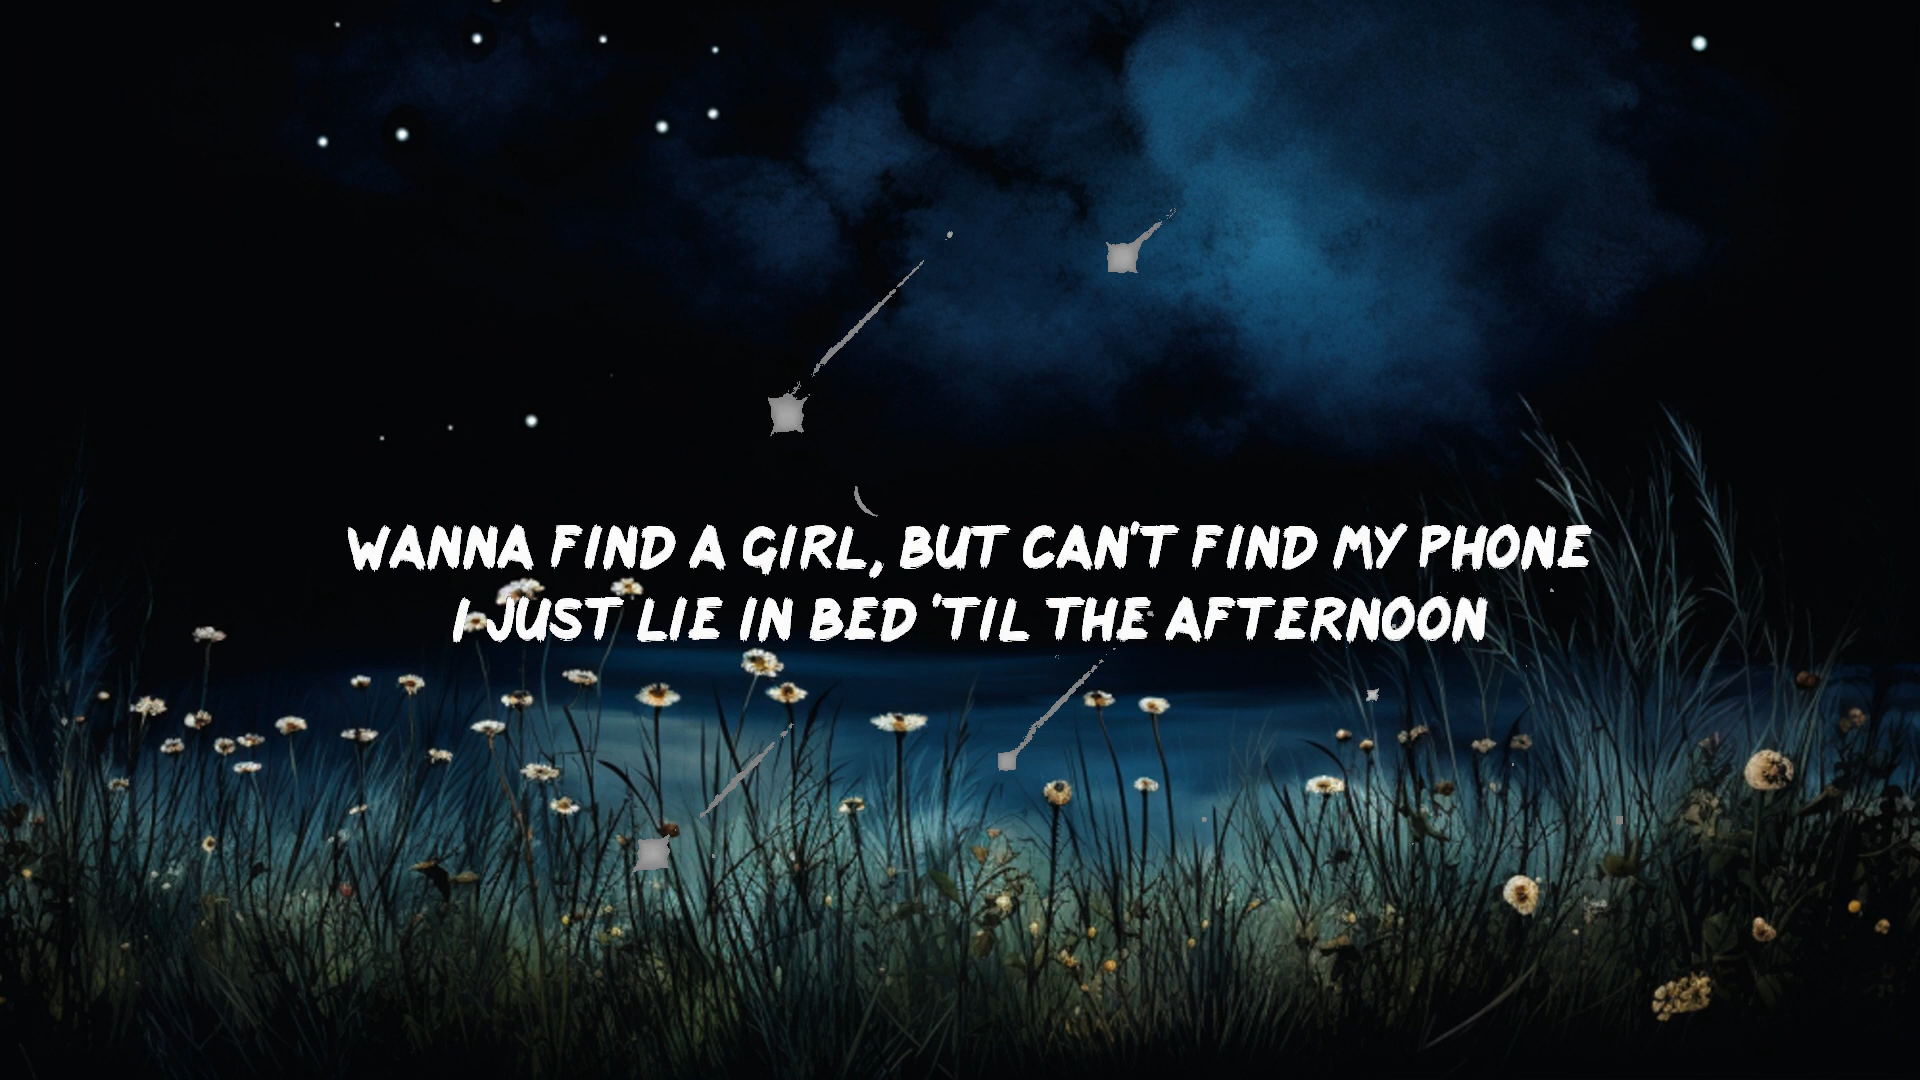 WANNA FIND A GIRL, BUT CAN'T FIND MY PHONE
I JUST LIE IN BED 'TIL THE AFTERNOON